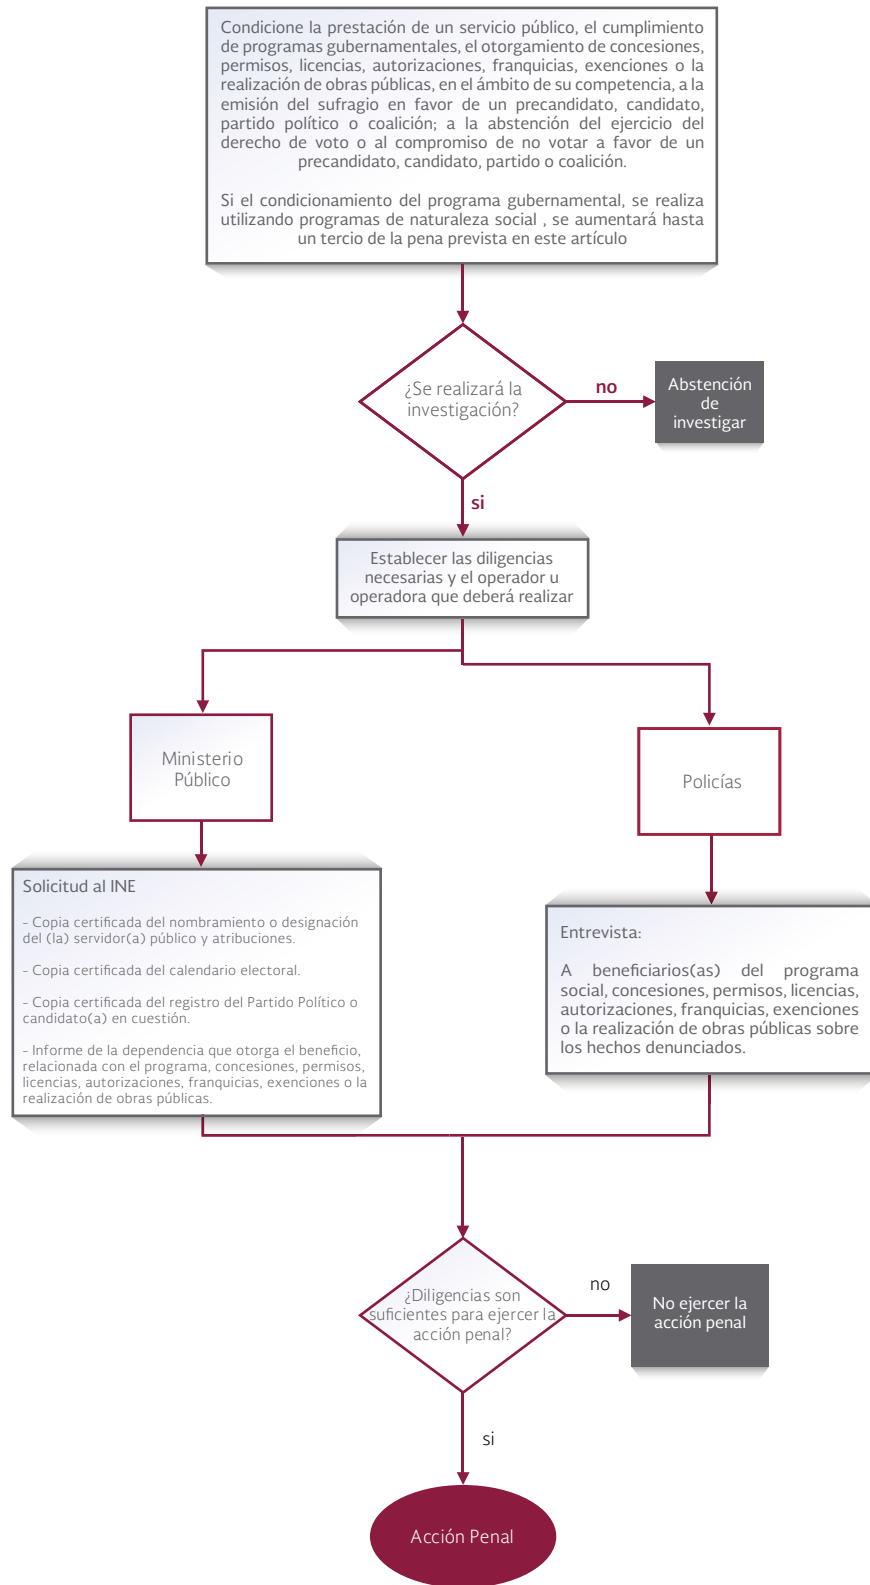 Condicione la prestación de un servicio público, el cumplimiento
de programas gubernamentales, el otorgamiento de concesiones,
permisos, licencias, autorizaciones, franquicias, exenciones o la
realización de obras públicas, en el ámbito de su competencia, a la
emisión del sufragio en favor de un precandidato, candidato,
partido político o coalición; a la abstención del ejercicio del
derecho de voto o al compromiso de no votar a favor de un
precandidato, candidato, partido o coalición.
Si el condicionamiento del programa gubernamental, se realiza
utilizando programas de naturaleza social , se aumentará hasta
un tercio de la pena prevista en este artículo
¿Se realizará la
investigación?
no
Abstención
de
investigar
si
Establecer las diligencias
necesarias y el operador u
operadora que deberá realizar
Ministerio
Público
Policías
Solicitud al INE
- Copia certificada del nombramiento o designación
del (la) servidor(a) público y atribuciones.
- Copia certificada del calendario electoral.
- Copia certificada del registro del Partido Político o
candidato(a) en cuestión.
- Informe de la dependencia que otorga el beneficio,
relacionada con el programa, concesiones, permisos,
licencias, autorizaciones, franquicias, exenciones o la
realización de obras públicas.
Entrevista:
A beneficiarios(as) del programa
social, concesiones, permisos, licencias,
autorizaciones, franquicias, exenciones
o la realización de obras públicas sobre
los hechos denunciados.
¿Diligencias son
suficientes para ejercer la
acción penal?
no
No ejercer la
acción penal
si
Acción Penal